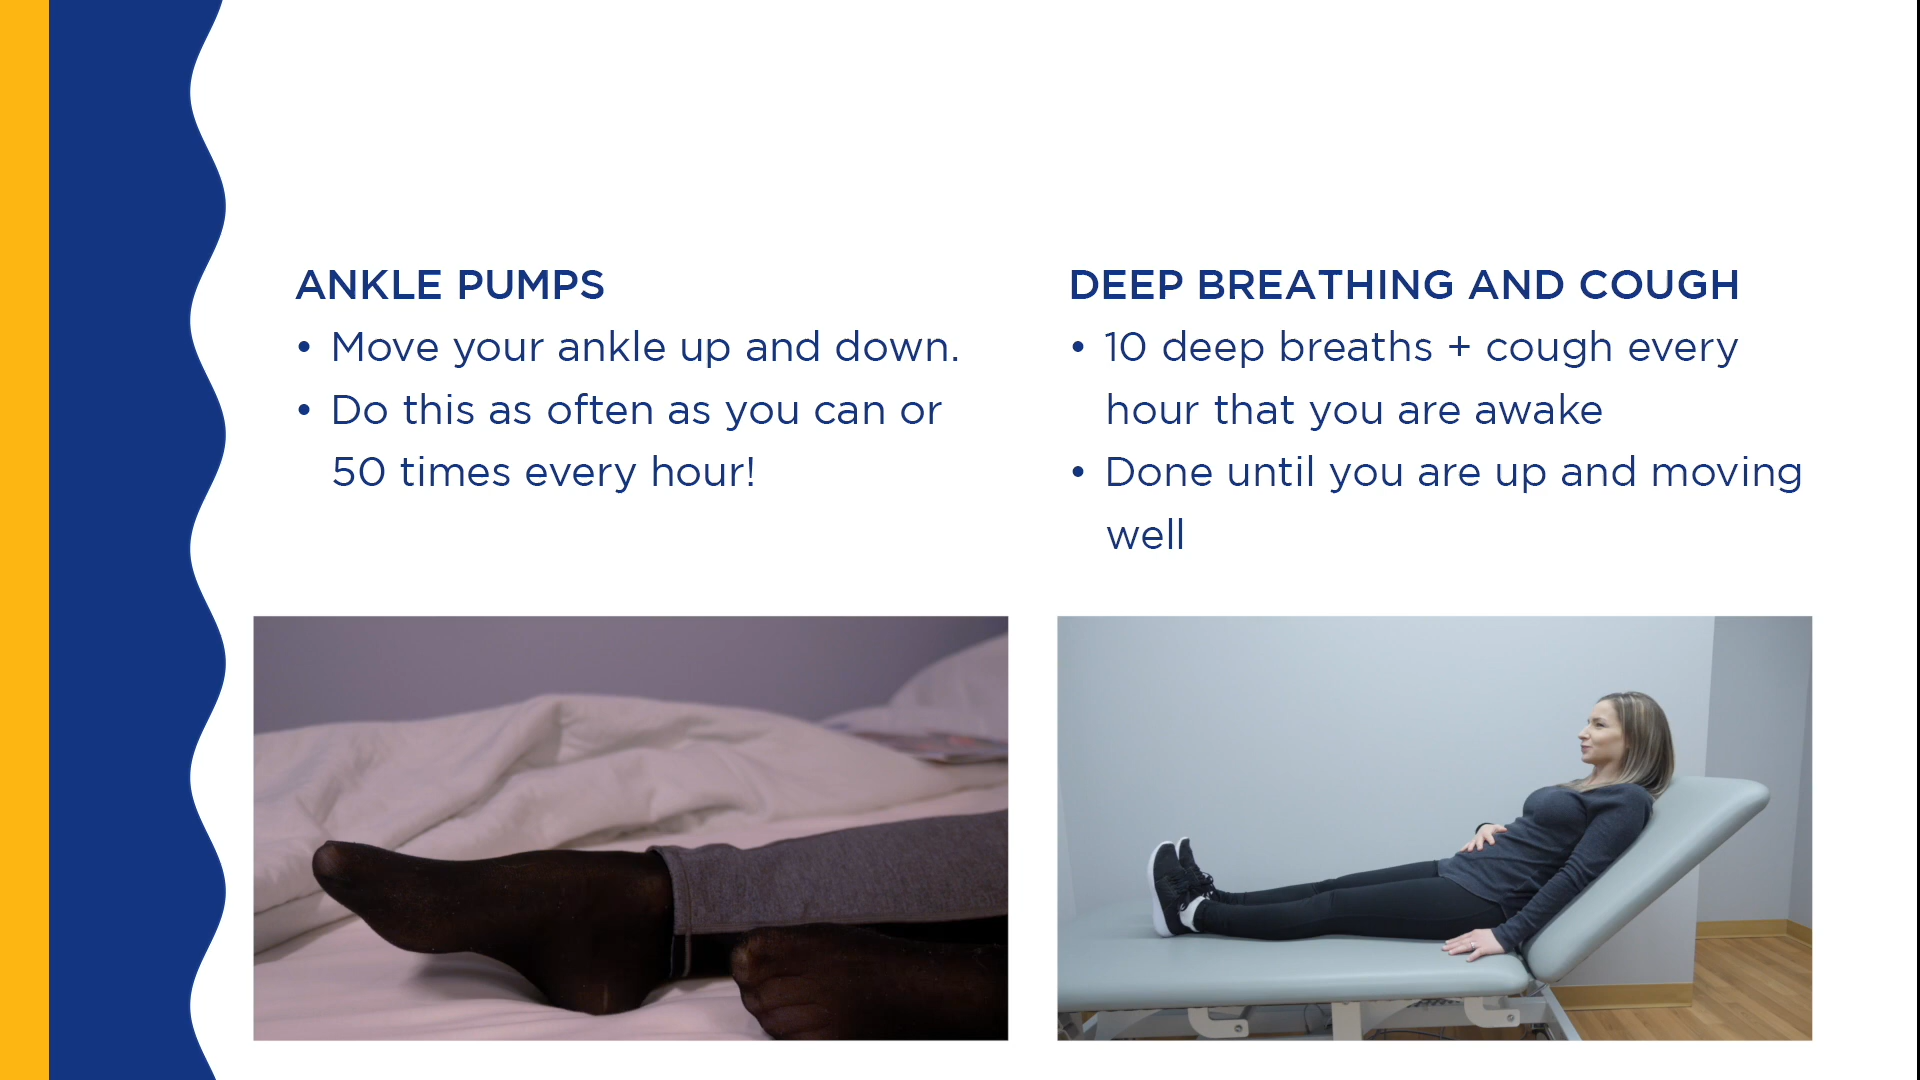 ANKLE PUMPS
• Move your ankle up and down.
• Do this as often as you can or
50 times every hour!
DEEP BREATHING AND COUGH
• 10 deep breaths + cough every
hour that you are awake
• Done until you are up and moving
well